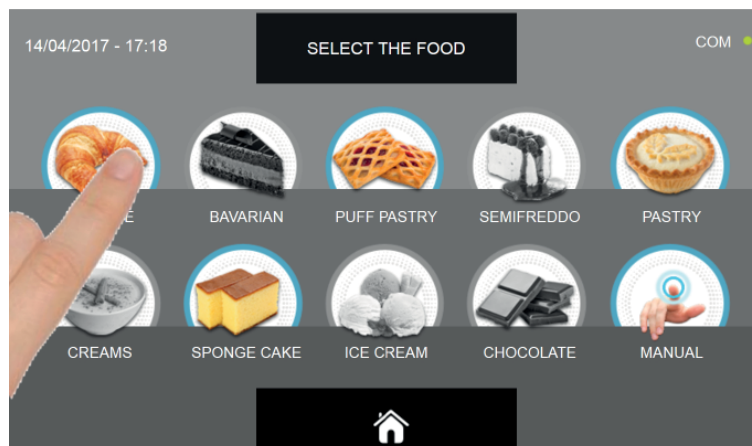 14/04/2017 - 17:18
SELECT THE FOOD
COM
BAVARIAN
PUFF PASTRY
SEMIFREDDO
PASTRY
CREAMS
SPONGE CAKE
ICE CREAM
CHOCOLATE
MANUAL